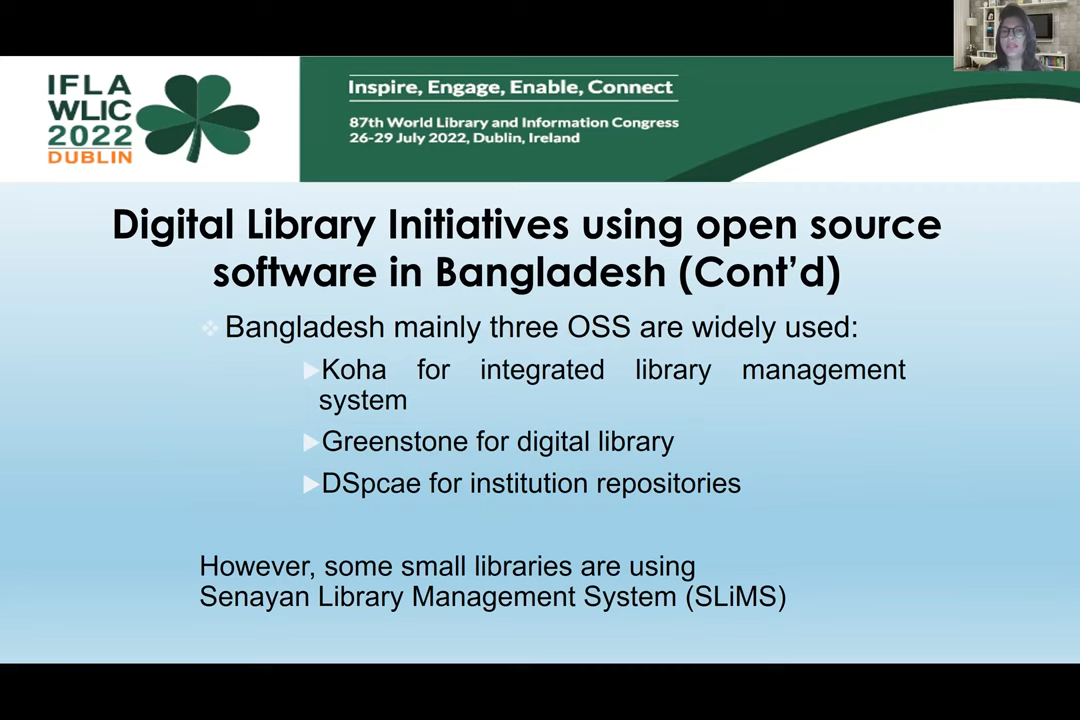 IFLA
WLIC
2022
DUBLIN
Inspire, Engage, Enable, Connect
87th World Library and Information Congress
26-29 July 2022, Dublin, Ireland
Digital Library Initiatives using open source
software in Bangladesh (Cont’d)
Bangladesh mainly three OSS are widely used:
Koha for integrated library management
system
Greenstone for digital library
DSpcae for institution repositories
However, some small libraries are using
Senayan Library Management System (SLiMS)